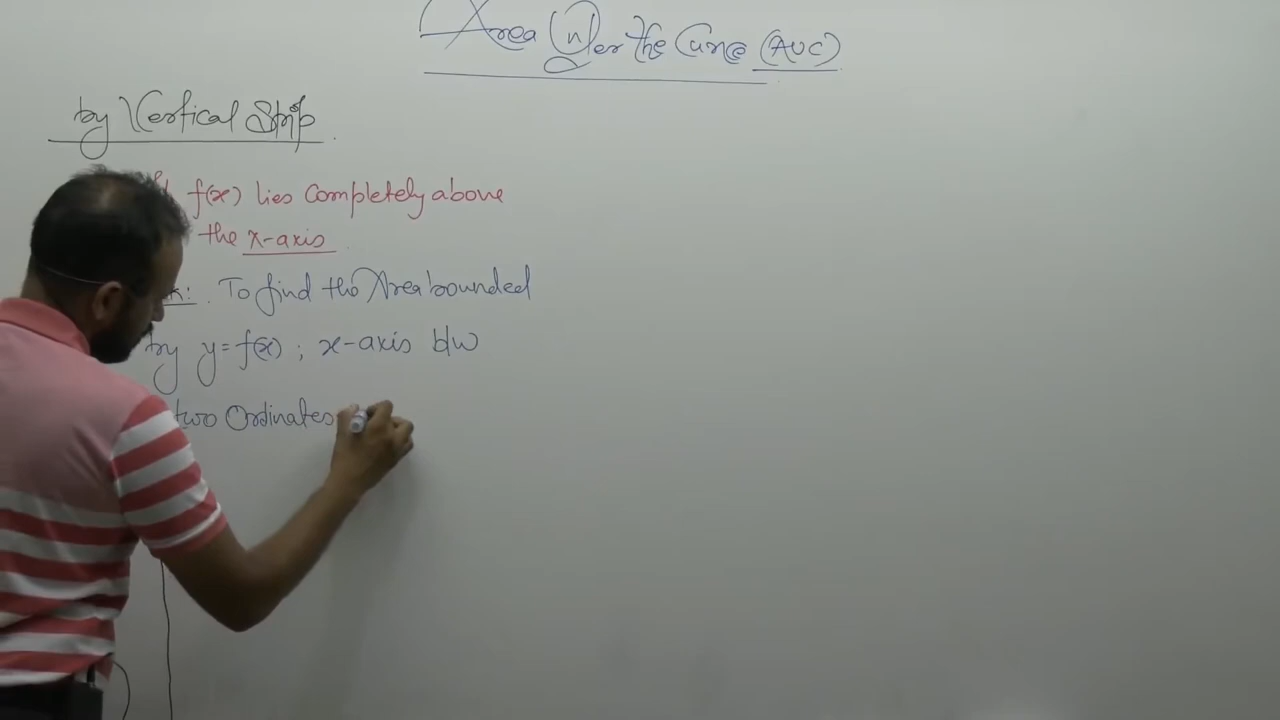 Area Under the Curve (AUC)
by Vertical Strip
f(x) lies Completely above
the x-axis
To find the Area bounded
by y=f(x) ; x-axis b/w
two Ordinates